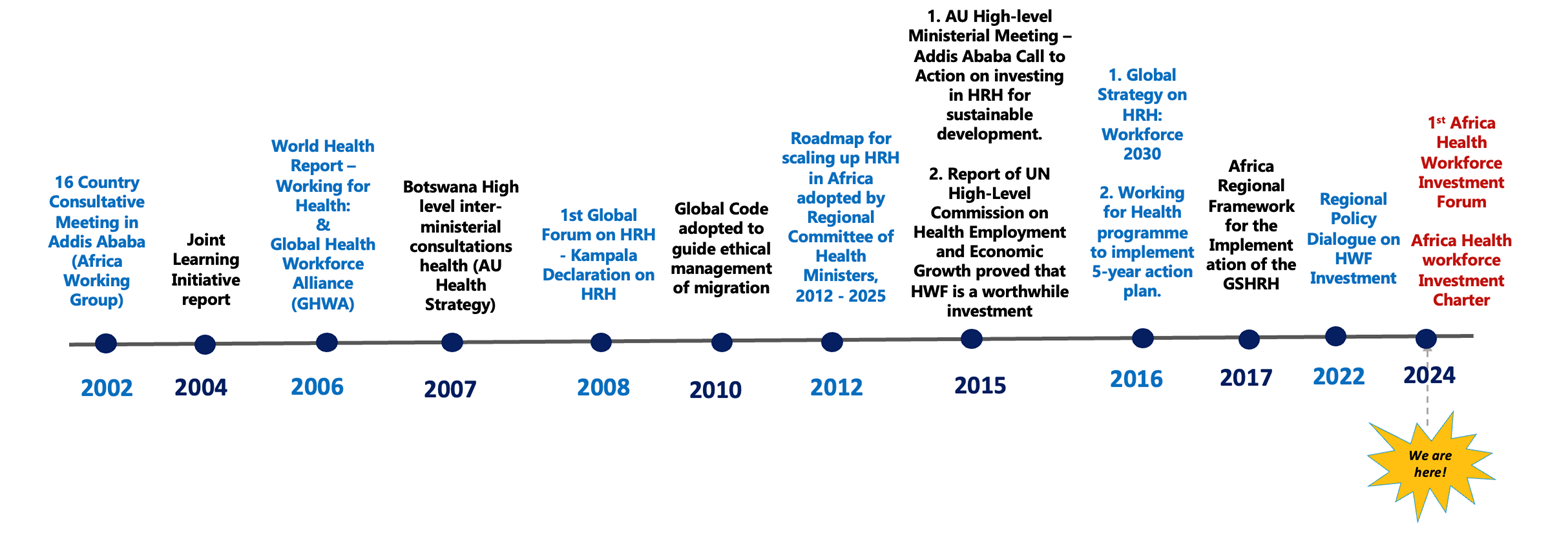 16 Country
Consultative
Meeting in
Addis Ababa
(Africa
Working
Group)
2002
Joint
Learning
Initiative
report
2004
World Health
Report –
Working for
Health:
&
Global Health
Workforce
Alliance
(GHWA)
2006
Botswana High
level inter-
ministerial
consultations
health (AU
Health
Strategy)
2007
1st Global
Forum on HRH
- Kampala
Declaration on
HRH
2008
Global Code
adopted to
guide ethical
management
of migration
2010
Roadmap for
scaling up HRH
in Africa
adopted by
Regional
Committee of
Health
Ministers,
2012 - 2025
2012
1. AU High-level
Ministerial Meeting –
Addis Ababa Call to
Action on investing
in HRH for
sustainable
development.
2. Report of UN
High-Level
Commission on
Health Employment
and Economic
Growth proved that
HWF is a worthwhile
investment
2015
1. Global
Strategy on
HRH:
Workforce
2030
2. Working
for Health
programme
to implement
5-year action
plan.
2016
Africa
Regional
Framework
for the
Implement
ation of the
GSHRH
2017
Regional
Policy
Dialogue on
HWF
Investment
2022
1st Africa
Health
Workforce
Investment
Forum
Africa Health
workforce
Investment
Charter
2024
We are
here!